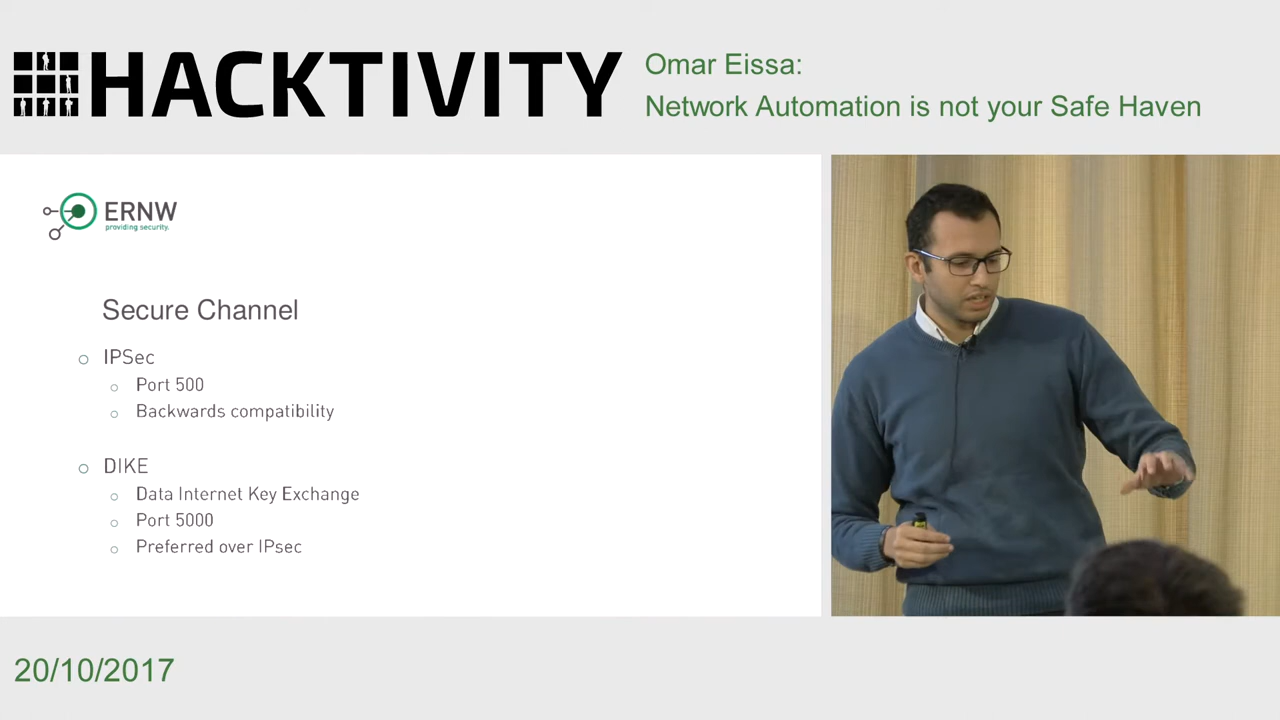 HACKTIVITY
Omar Eissa:
Network Automation is not your Safe Haven
ERNW
providing security.
Secure Channel
IPSec
Port 500
Backwards compatibility
DIKE
Data Internet Key Exchange
Port 5000
Preferred over IPsec
20/10/2017